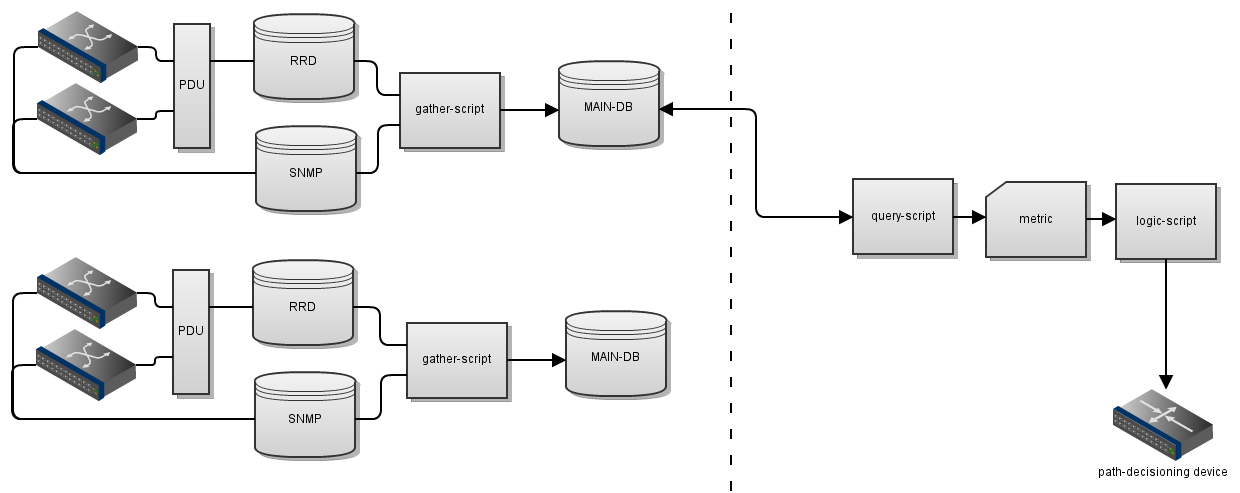 RRD
PDU
gather-script
MAIN-DB
SNMP
query-script
metric
logic-script
RRD
PDU
gather-script
MAIN-DB
SNMP
path-decisioning device